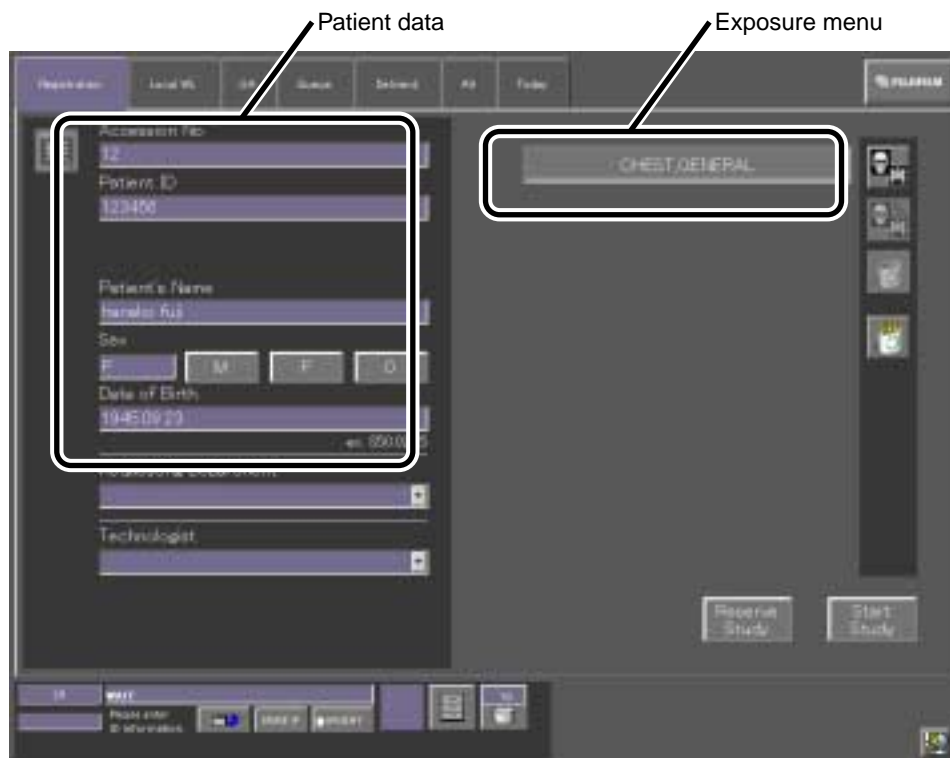 Patient data
Exposure menu
Registration
Local WL
Queue
Today
FUJIFILM
Accession No
12
CHEST,GENERAL
Patient ID
123456
Patient's Name
hanako fuji
Sex
F
M F O
Date of Birth
1945.09.23
Technologist
Reserve
Study
Start
Study
WAIT
Please enter
ID information.